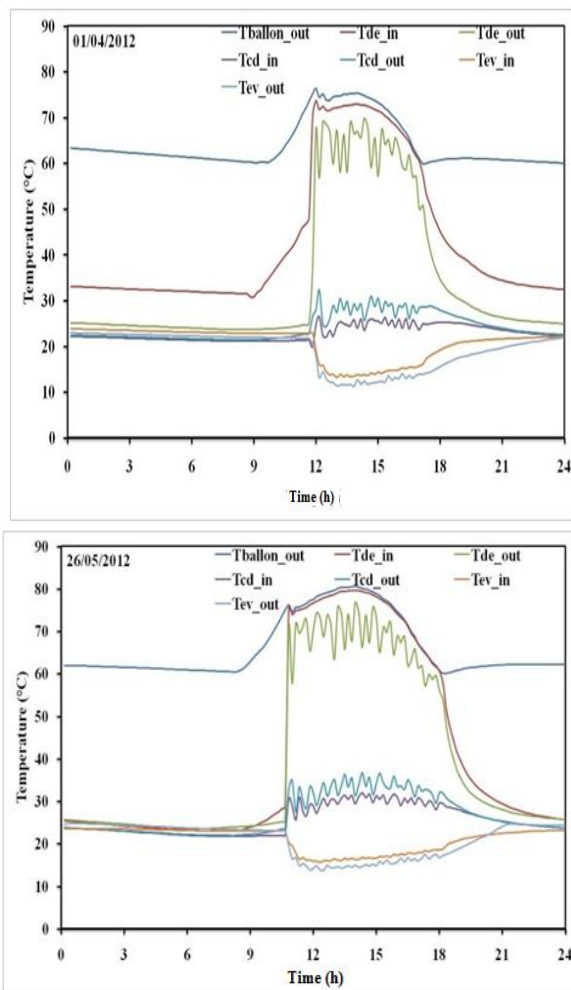 01/04/2012
Tballon_out Tde_in Tde_out
Tcd_in Tcd_out Tev_in
Tev_out
Temperature (°C)
90
80
70
60
50
40
30
20
10
0
0 3 6 9 12 15 18 21 24
Time (h)
26/05/2012
Tballon_out Tde_in Tde_out
Tcd_in Tcd_out Tev_in
Tev_out
Temperature (°C)
90
80
70
60
50
40
30
20
10
0
0 3 6 9 12 15 18 21 24
Time (h)